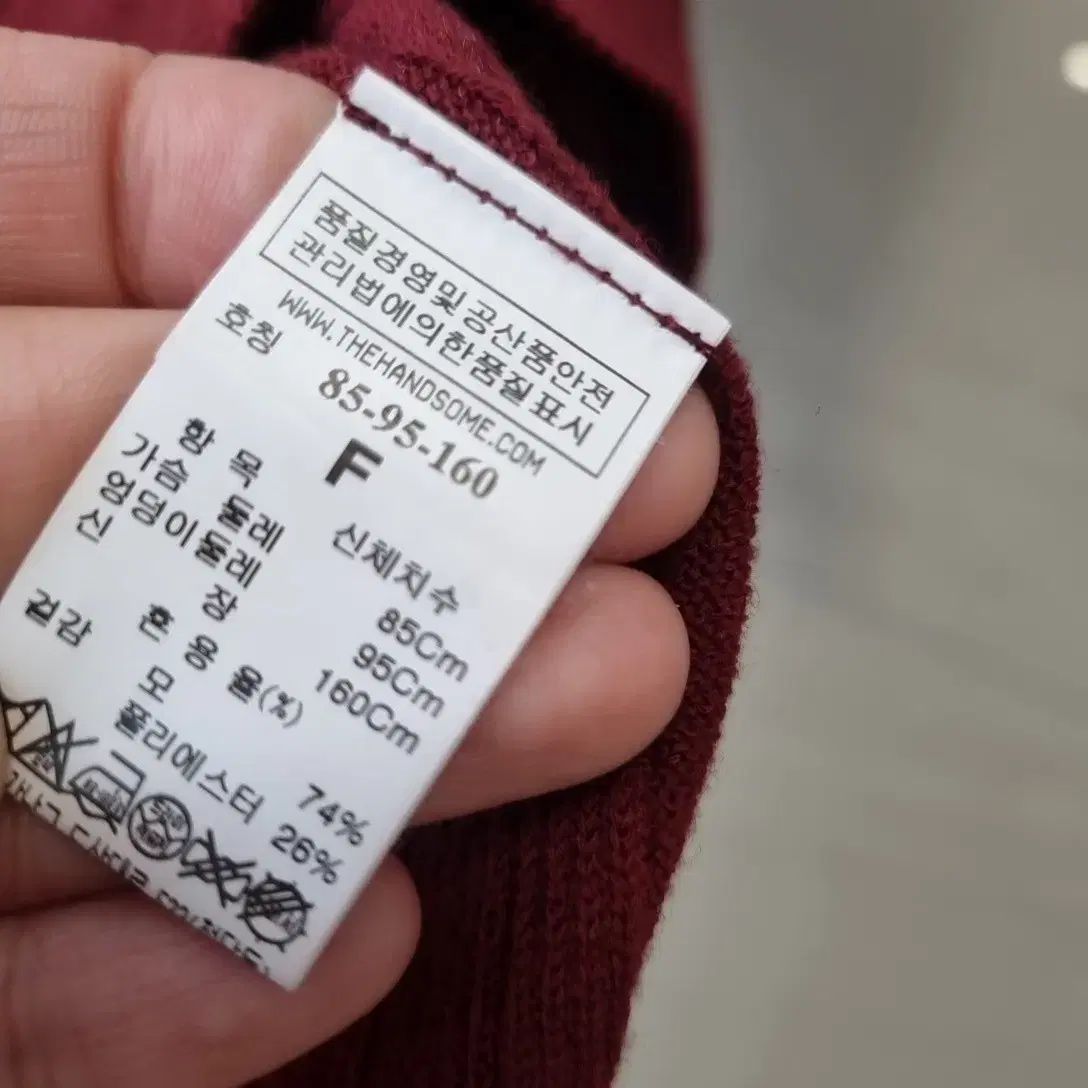 품질경영및공산품안전
관리법에의한품질표시
WWW.THEHANDSOME.COM
호칭
85-95-160
F
항 목 신체치수
가슴 둘레 85Cm
엉덩이둘레 95Cm
신 장 160Cm
겉감 혼 용 율(%)
모 74%
폴리에스터 26%